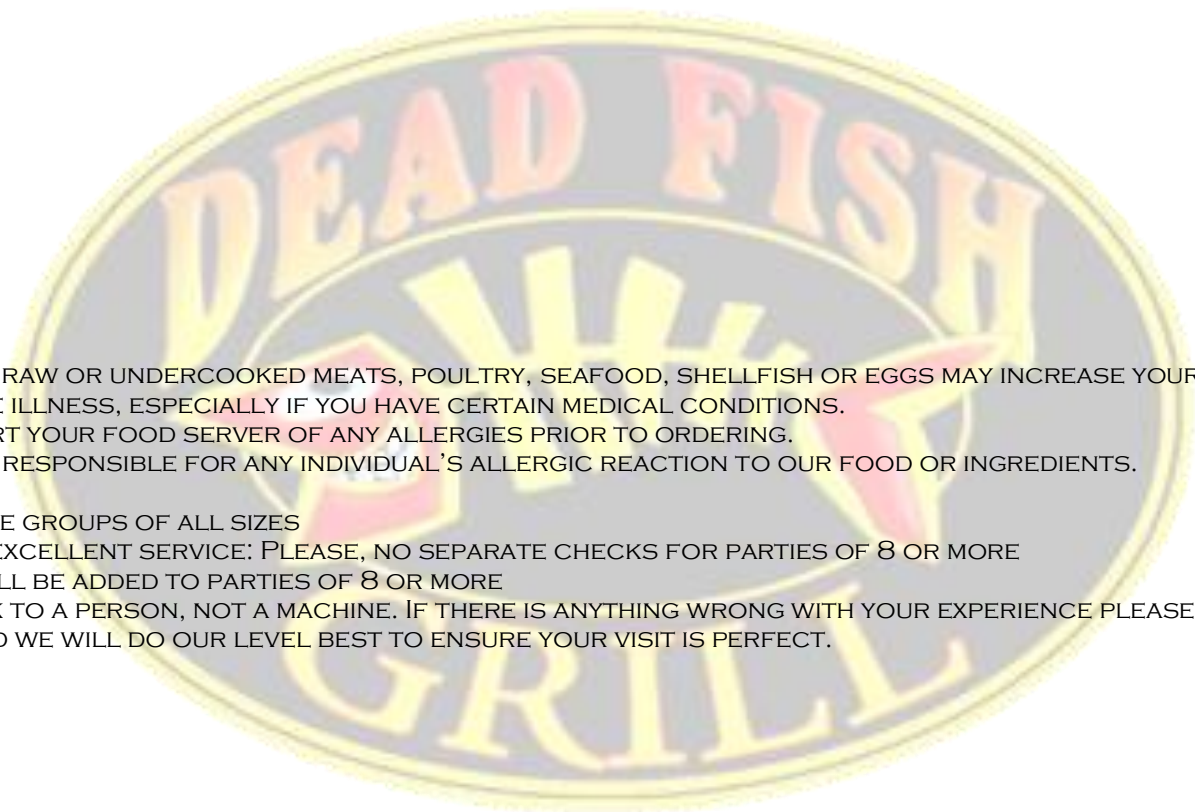 DEAD FISH
RAW OR UNDERCOOKED MEATS, POULTRY, SEAFOOD, SHELLFISH OR EGGS MAY INCREASE YOUR
E ILLNESS, ESPECIALLY IF YOU HAVE CERTAIN MEDICAL CONDITIONS.
RT YOUR FOOD SERVER OF ANY ALLERGIES PRIOR TO ORDERING.
RESPONSIBLE FOR ANY INDIVIDUAL'S ALLERGIC REACTION TO OUR FOOD OR INGREDIENTS.
E GROUPS OF ALL SIZES
EXCELLENT SERVICE: PLEASE, NO SEPARATE CHECKS FOR PARTIES OF 8 OR MORE
LL BE ADDED TO PARTIES OF 8 OR MORE
K TO A PERSON, NOT A MACHINE. IF THERE IS ANYTHING WRONG WITH YOUR EXPERIENCE PLEASE
D WE WILL DO OUR LEVEL BEST TO ENSURE YOUR VISIT IS PERFECT.
GRILL